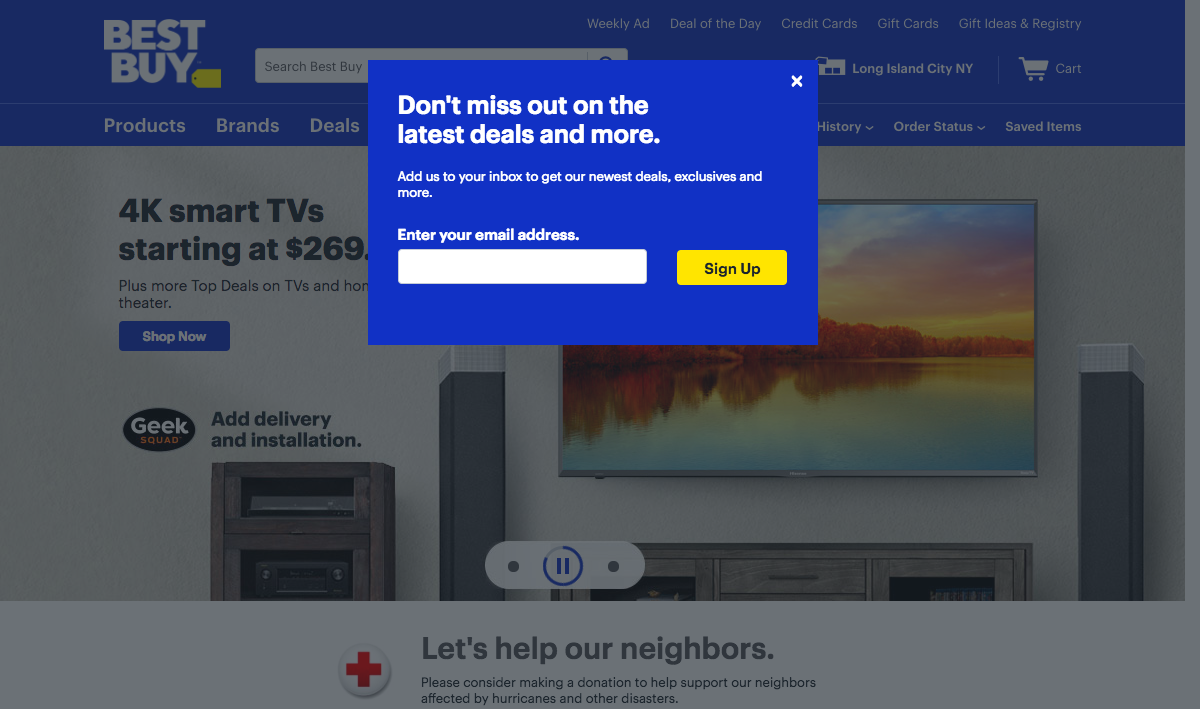 Weekly Ad Deal of the Day Credit Cards Gift Cards Gift Ideas & Registry
BEST
BUY
Search Best Buy
Long Island City NY
Cart
Products Brands Deals
History Order Status Saved Items
Don't miss out on the
latest deals and more.
Add us to your inbox to get our newest deals, exclusives and
more.
Enter your email address.
Sign Up
4K smart TVs
starting at $269.
Plus more Top Deals on TVs and
theater.
Shop Now
Geek
SQUAD
Add delivery
and installation.
Hisense
Let's help our neighbors.
Please consider making a donation to help support our neighbors
affected by hurricanes and other disasters.